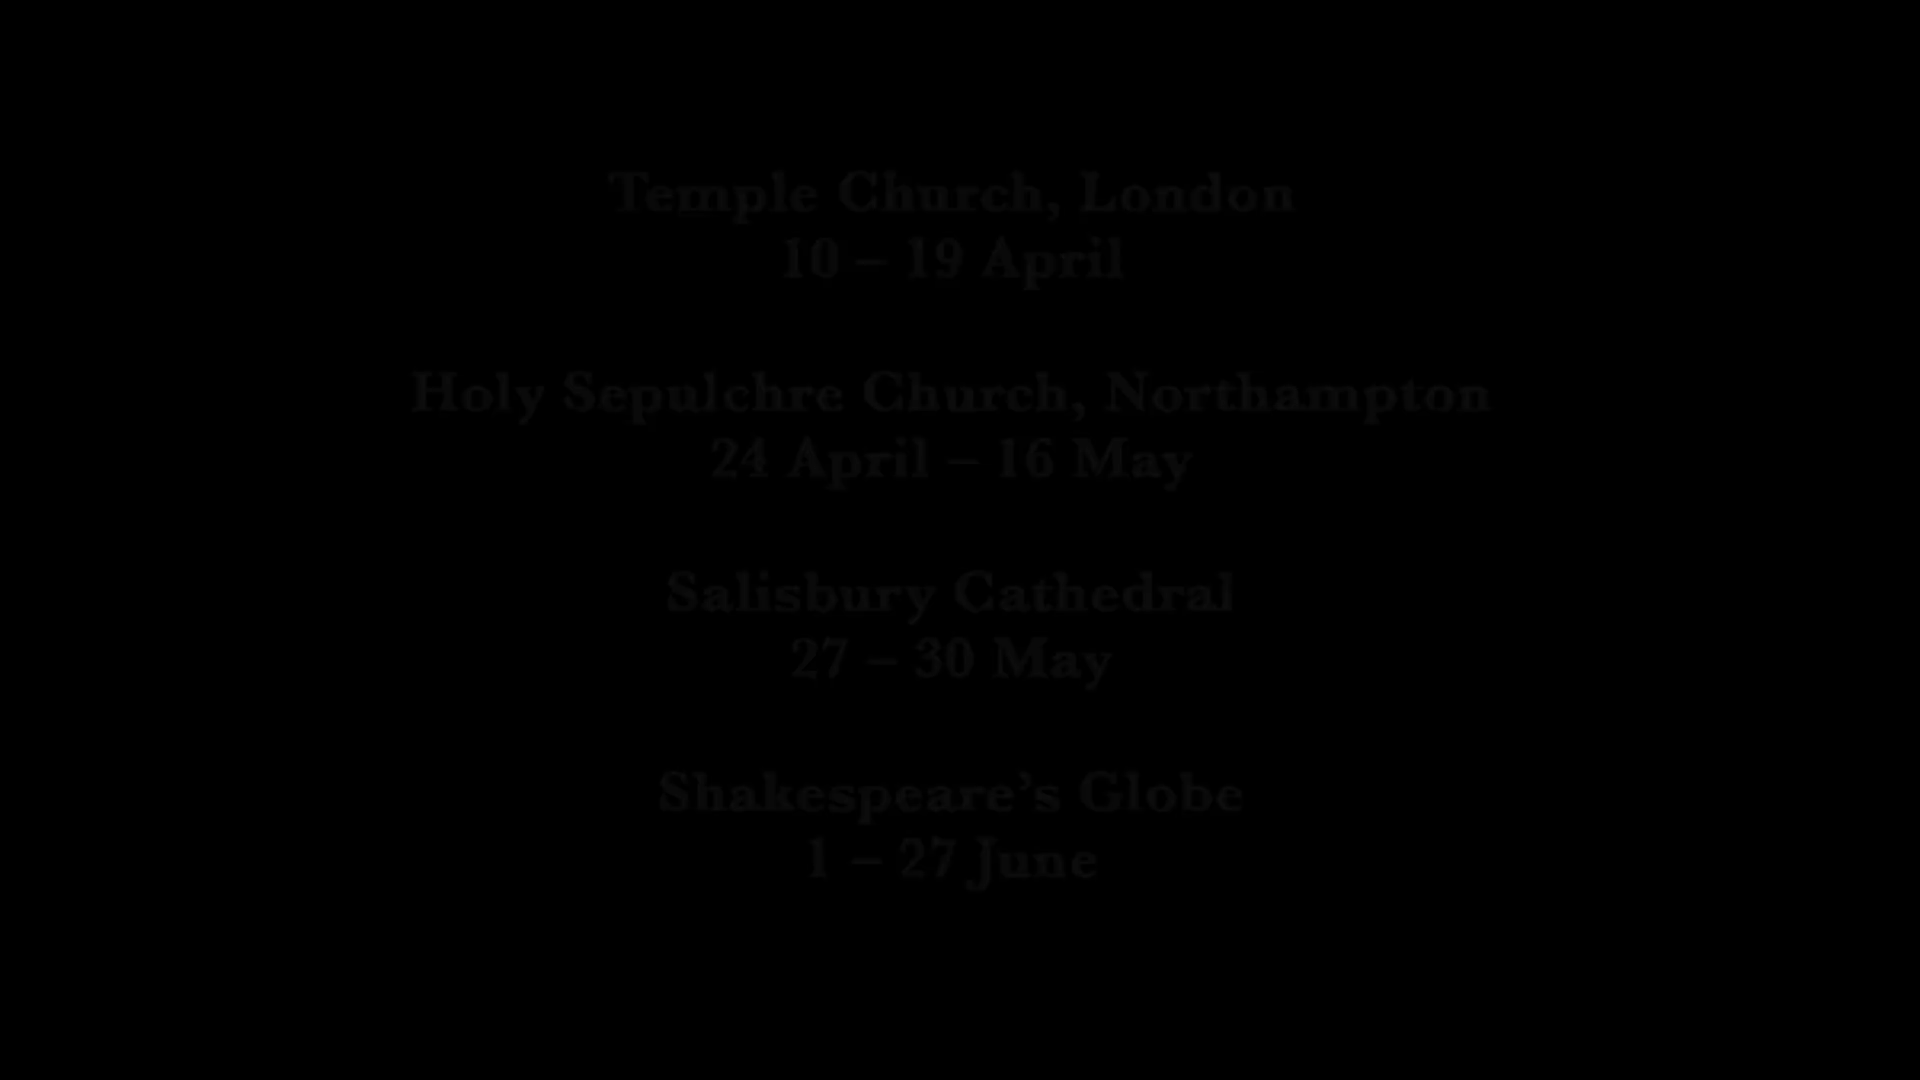 Temple Church, London
10 – 19 April
Holy Sepulchre Church, Northampton
24 April – 16 May
Salisbury Cathedral
27 – 30 May
Shakespeare’s Globe
1 – 27 June